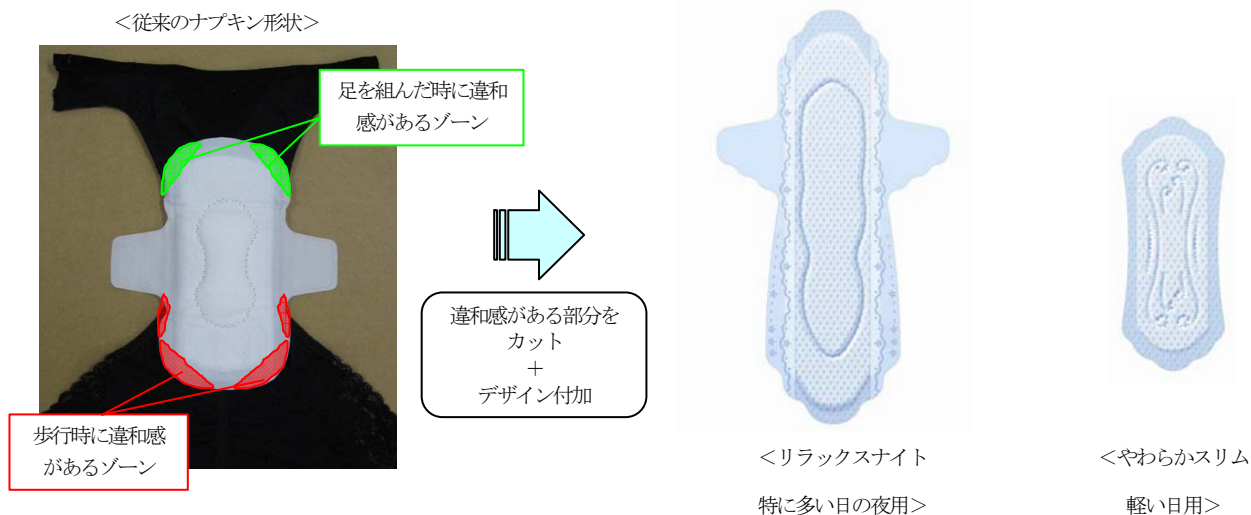 ＜従来のナプキン形状＞
足を組んだ時に違和
感があるゾーン
歩行時に違和感
があるゾーン
違和感がある部分を
カット
＋
デザイン付加
＜リラックスナイト
特に多い日の夜用＞
＜やわらかスリム
軽い日用＞